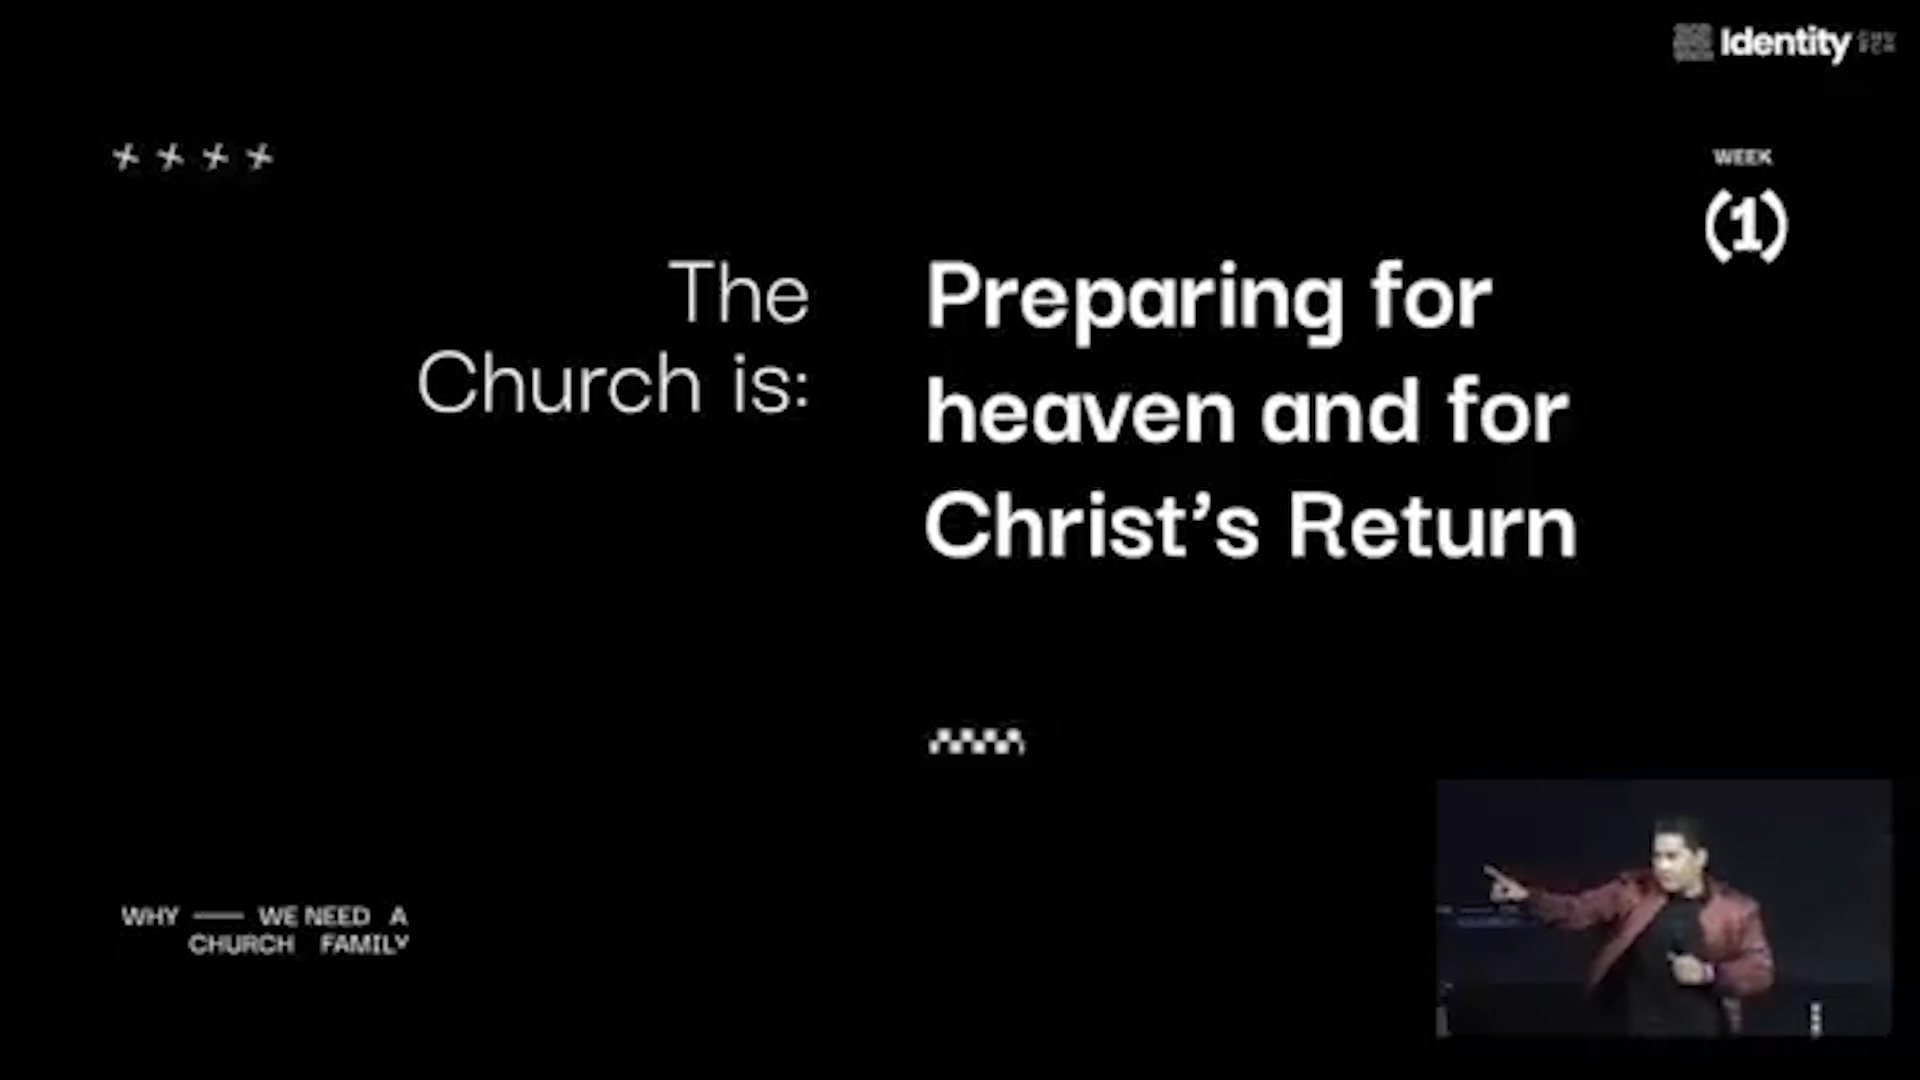 Identity
WEEK
(1)
The
Church is:
Preparing for
heaven and for
Christ’s Return
WHY — WE NEED A
CHURCH FAMILY